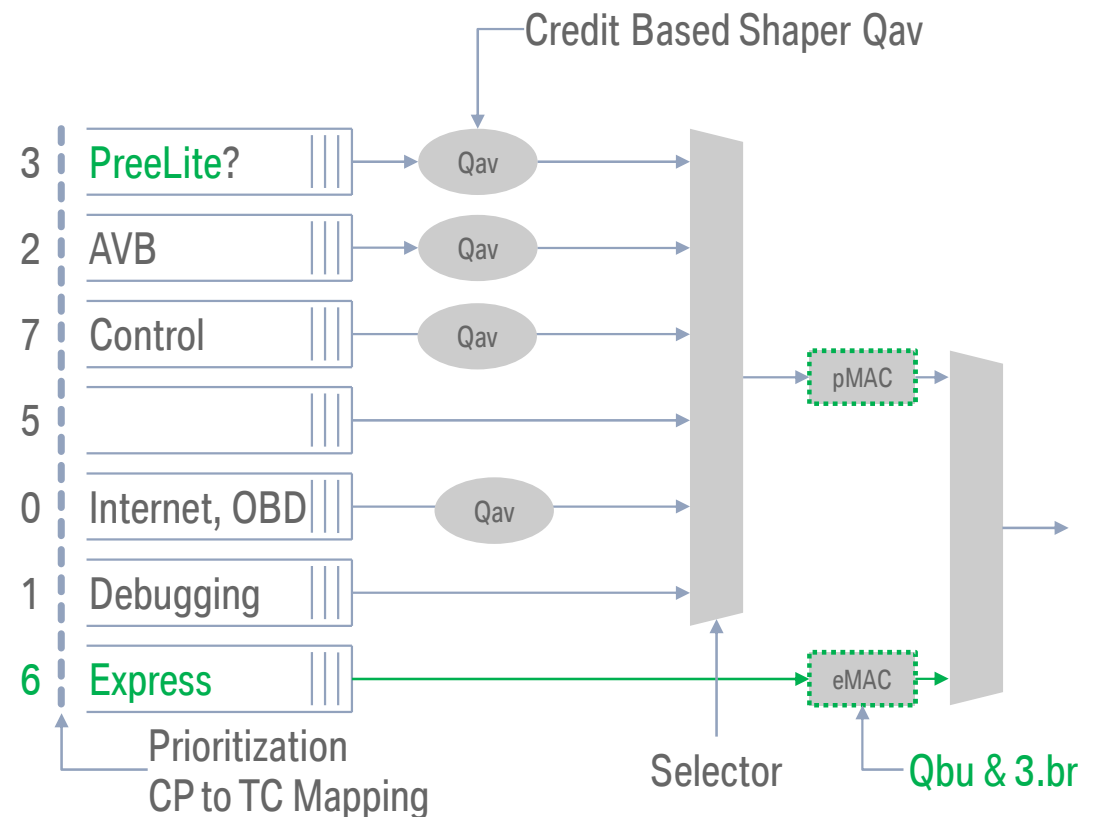 Credit Based Shaper Qav
3 PreeLite? Qav
2 AVB Qav
7 Control Qav
pMAC
5
0 Internet, OBD Qav
1 Debugging
6 Express eMAC
Prioritization
CP to TC Mapping
Selector
Qbu & 3.br